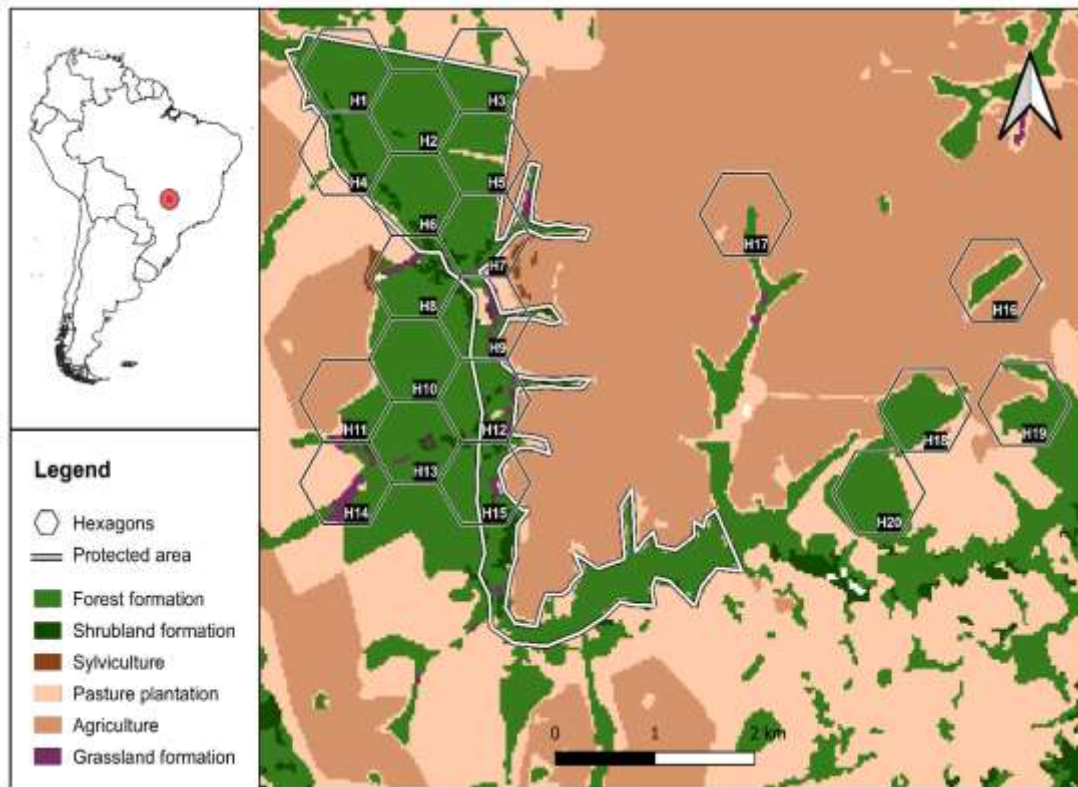 H1
H3
H2
H4
H5
H6
H17
H7
H8
H16
H9
H10
H11
H12
H18
H19
H13
H14
H15
H20
Legend
Hexagons
Protected area
Forest formation
Shrubland formation
Sylviculture
Pasture plantation
Agriculture
Grassland formation
0 1 2 km